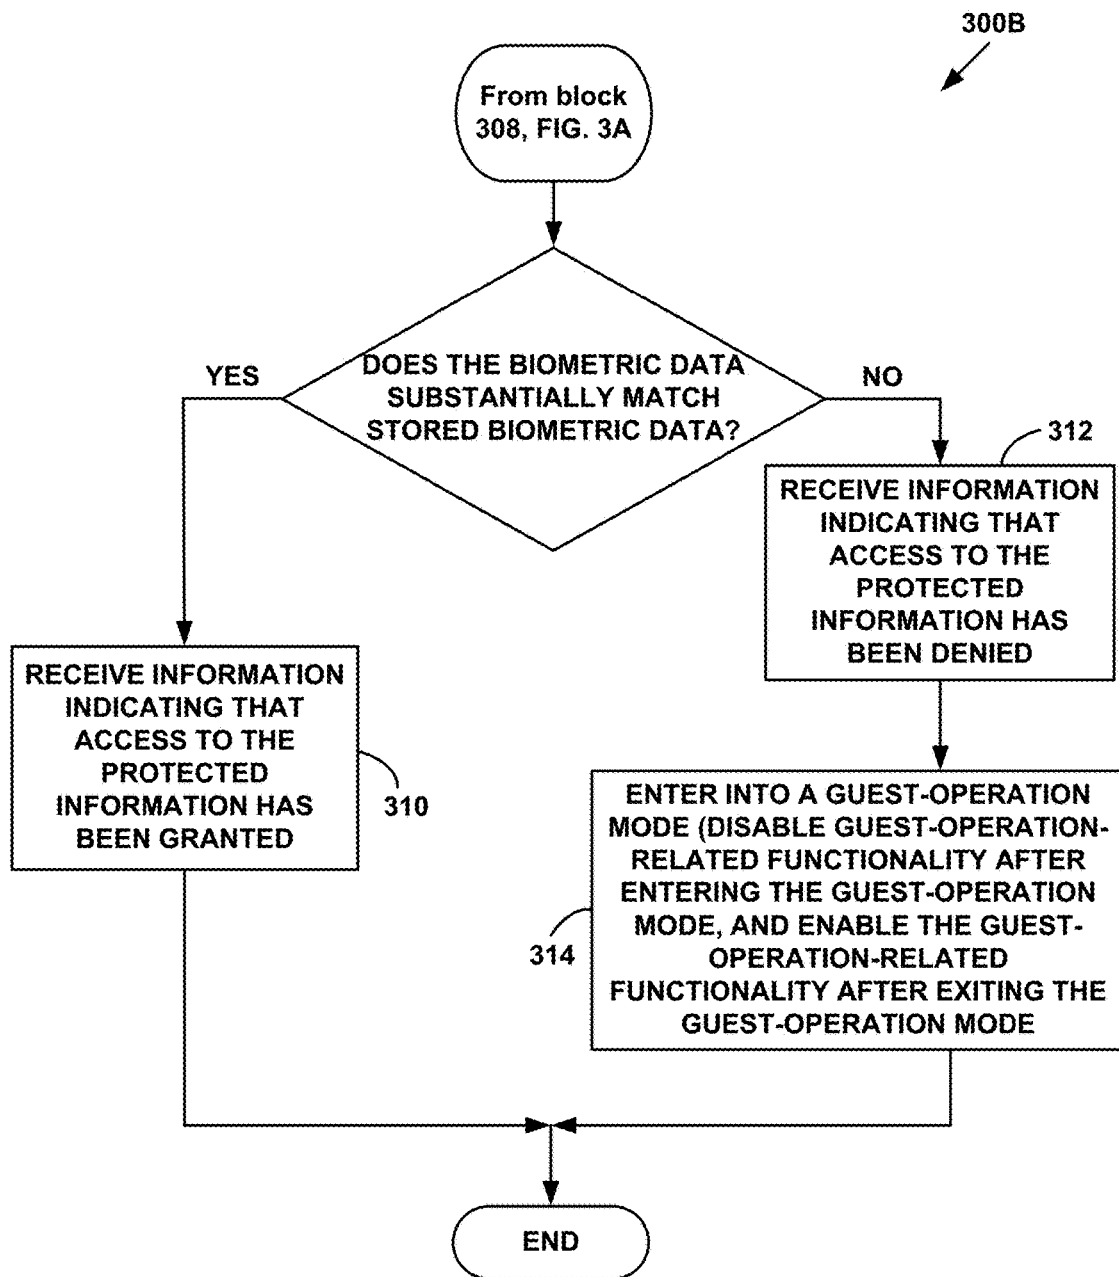 300B
From block
308, FIG. 3A
DOES THE BIOMETRIC DATA
SUBSTANTIALLY MATCH
STORED BIOMETRIC DATA?
YES
NO
312
RECEIVE INFORMATION
INDICATING THAT
ACCESS TO THE
PROTECTED
INFORMATION HAS
BEEN DENIED
RECEIVE INFORMATION
INDICATING THAT
ACCESS TO THE
PROTECTED
INFORMATION HAS
BEEN GRANTED
310
ENTER INTO A GUEST-OPERATION
MODE (DISABLE GUEST-OPERATION-
RELATED FUNCTIONALITY AFTER
ENTERING THE GUEST-OPERATION
MODE, AND ENABLE THE GUEST-
OPERATION-RELATED
FUNCTIONALITY AFTER EXITING THE
GUEST-OPERATION MODE
314
END